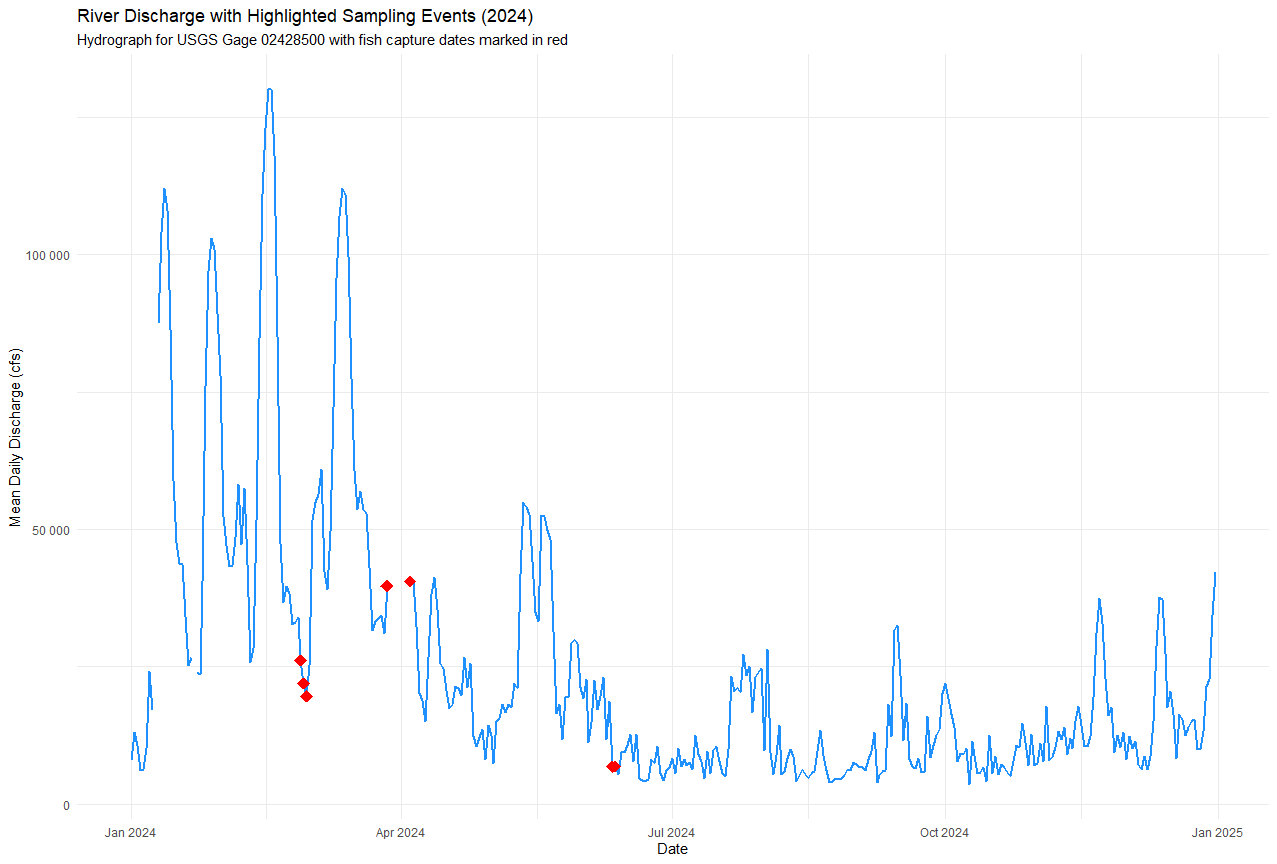 River Discharge with Highlighted Sampling Events (2024)
Hydrograph for USGS Gage 02428500 with fish capture dates marked in red
Mean Daily Discharge (cfs)
100 000
50 000
0
Jan 2024
Apr 2024
Jul 2024
Oct 2024
Jan 2025
Date